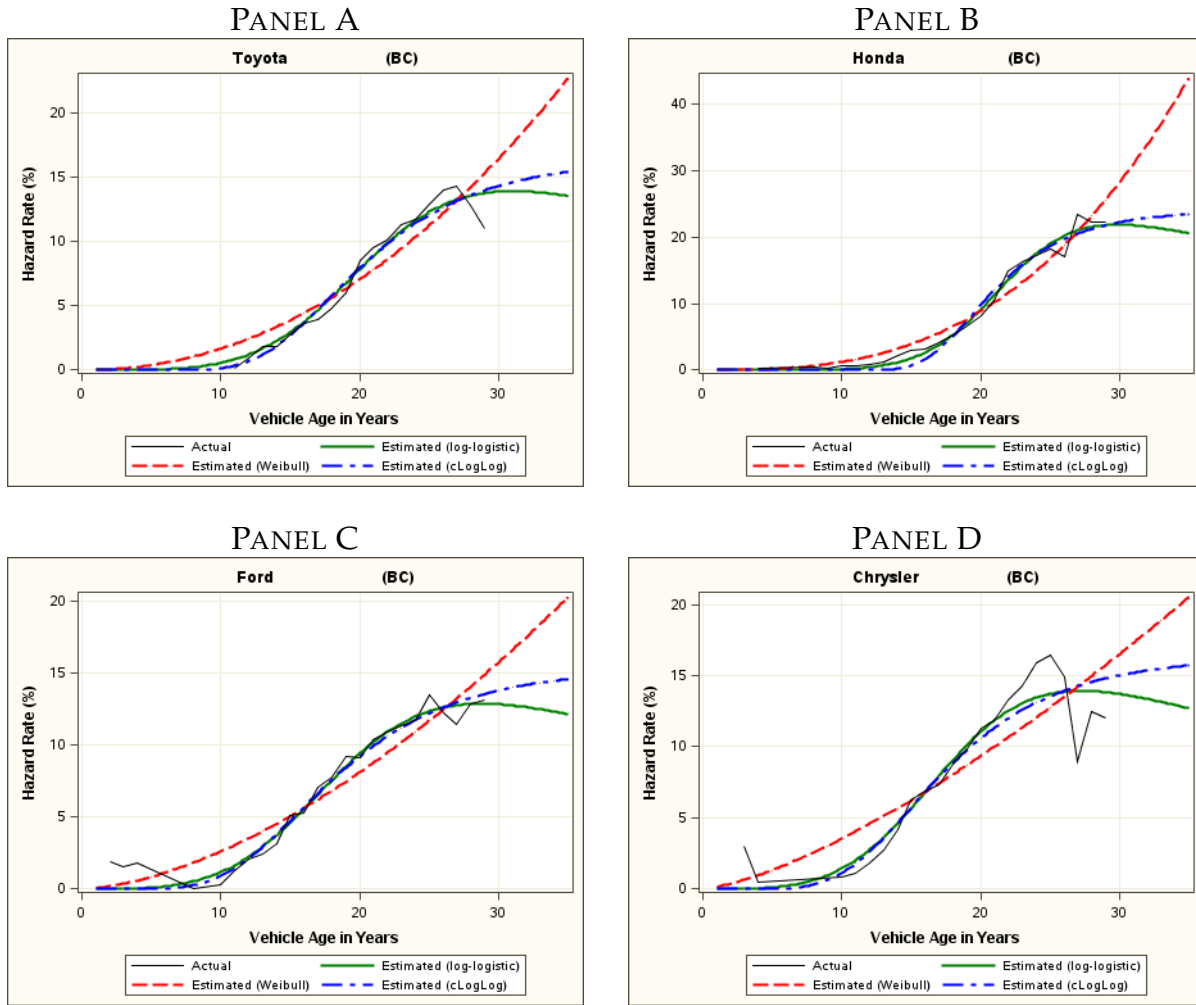 PANEL A
Toyota (BC)
Hazard Rate (%)
20
15
10
5
0
0 10 20 30
Vehicle Age in Years
Actual Estimated (log-logistic)
Estimated (Weibull) Estimated (cLogLog)
PANEL B
Honda (BC)
Hazard Rate (%)
40
30
20
10
0
0 10 20 30
Vehicle Age in Years
Actual Estimated (log-logistic)
Estimated (Weibull) Estimated (cLogLog)
PANEL C
Ford (BC)
Hazard Rate (%)
20
15
10
5
0
0 10 20 30
Vehicle Age in Years
Actual Estimated (log-logistic)
Estimated (Weibull) Estimated (cLogLog)
PANEL D
Chrysler (BC)
Hazard Rate (%)
20
15
10
5
0
0 10 20 30
Vehicle Age in Years
Actual Estimated (log-logistic)
Estimated (Weibull) Estimated (cLogLog)